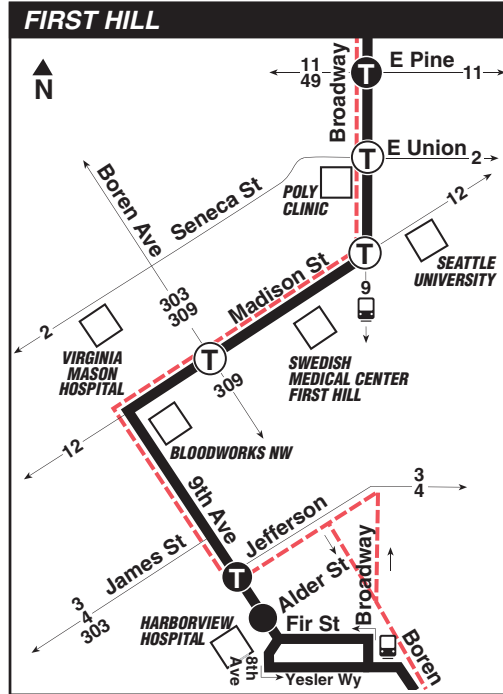 FIRST HILL
N
11
49
Broadway
T
E Pine
11
T
E Union
2
POLY
CLINIC
Boren Ave
Seneca St
12
T
SEATTLE
UNIVERSITY
9
Madison St
303
309
2
VIRGINIA
MASON
HOSPITAL
T
309
SWEDISH
MEDICAL CENTER
FIRST HILL
12
BLOODWORKS NW
9th Ave
3
4
Jefferson
James St
3
4
303
T
Alder St
Broadway
HARBORVIEW
HOSPITAL
Fir St
Boren
8th
Ave
Yesler Wy